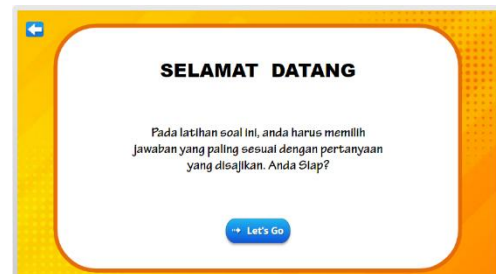 SELAMAT DATANG
Pada latihan soal ini, anda harus memilih
jawaban yang paling sesuai dengan pertanyaan
yang disajikan. Anda Siap?
Let's Go